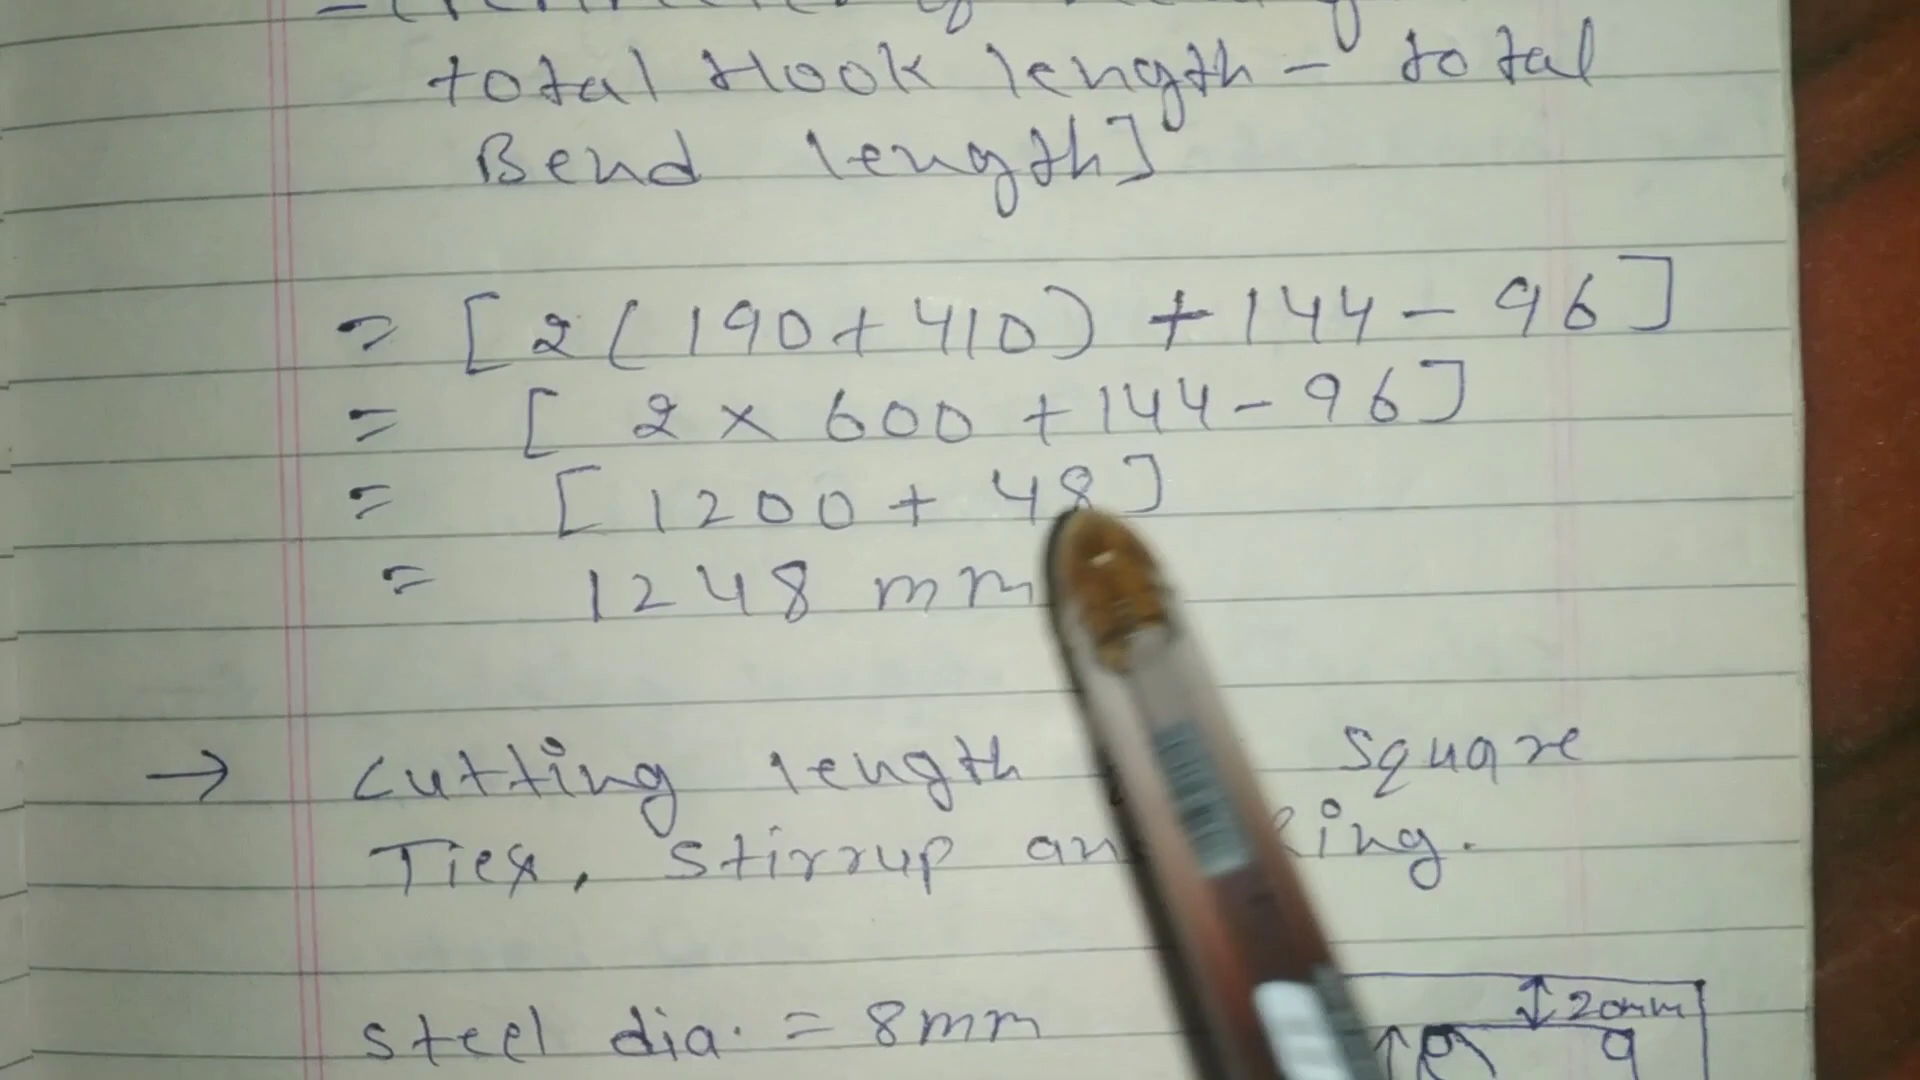 total Hook length - total
Bend length]
= [2(190+410) +144-96]
= [2 × 600 +144-96]
= [1200 + 48]
= 1248 mm
→ Cutting length square
Ties, stirrup and
steel dia. = 8mm
20mm